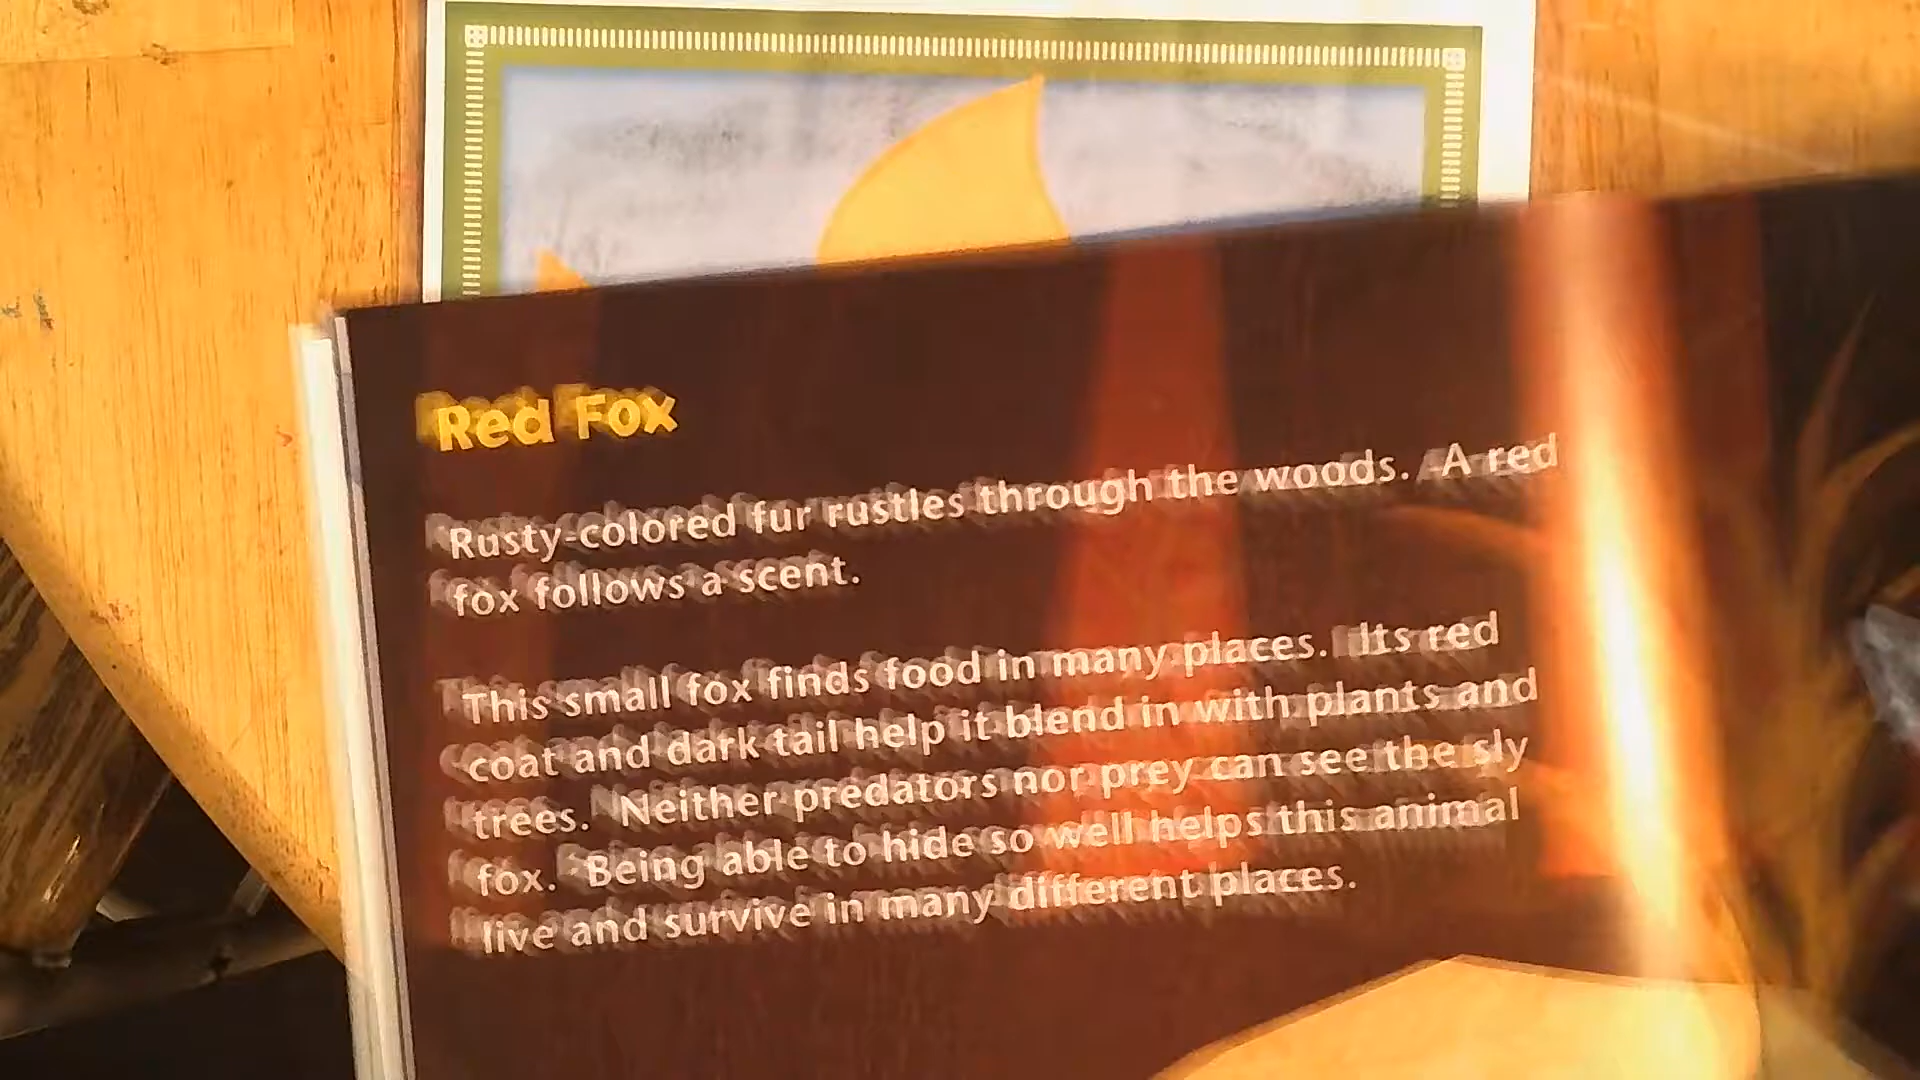 Red Fox
Rusty-colored fur rustles through the woods. A red
fox follows a scent.
This small fox finds food in many places. Its red
coat and dark tail help it blend in with plants and
trees. Neither predators nor prey can see the sly
fox. Being able to hide so well helps this animal
live and survive in many different places.